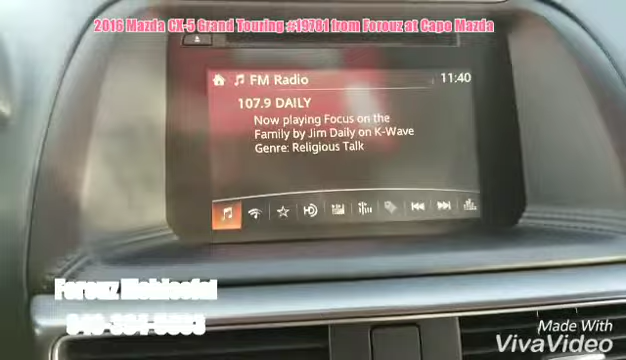 2016 Mazda CX-5 Grand Touring #19781 from Forouz at Capo Mazda
FM Radio 11:40
107.9 DAILY
Now playing Focus on the
Family by Jim Daily on K-Wave
Genre: Religious Talk
Forouz
Made With
VivaVideo